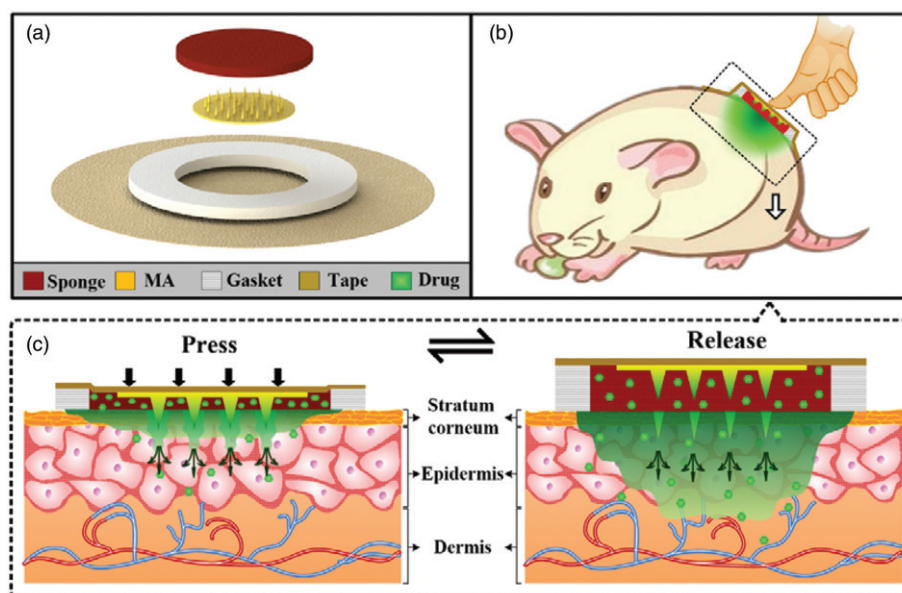 (a)
Sponge MA Gasket Tape Drug
(b)
(c)
Press
Release
Stratum
corneum
Epidermis
Dermis